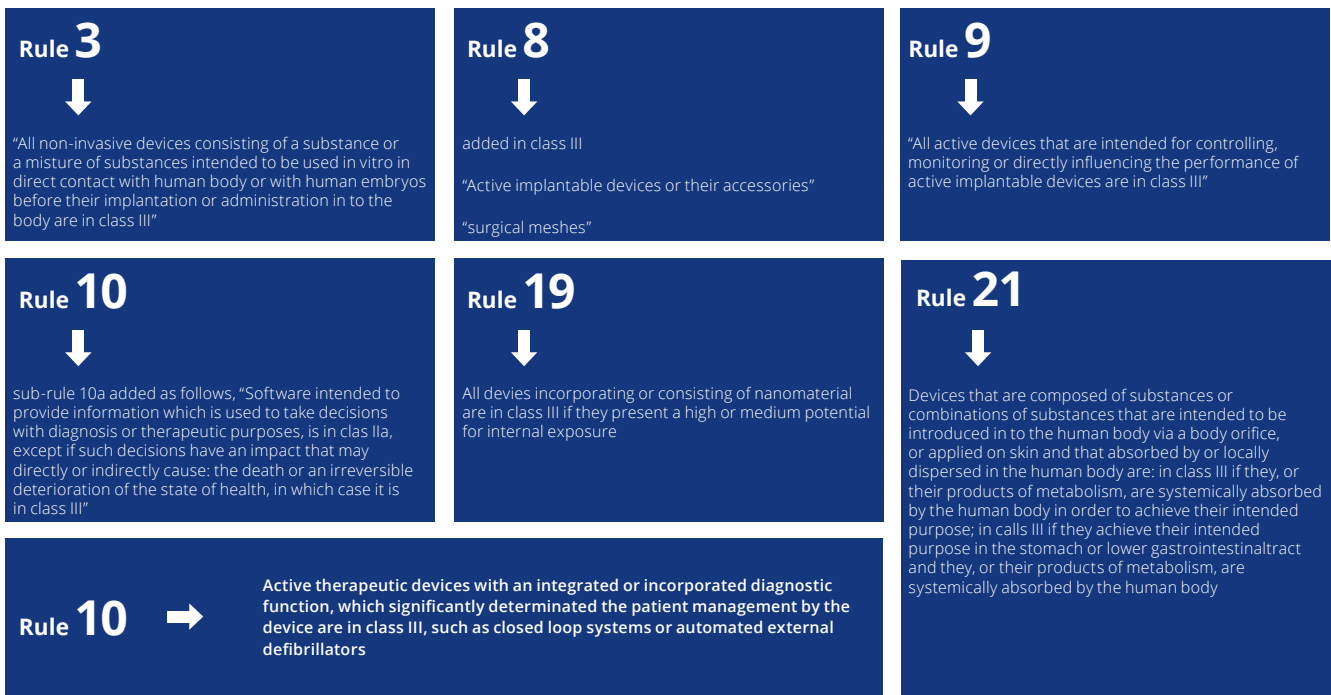 Rule 3
“All non-invasive devices consisting of a substance or
a misture of substances intended to be used in vitro in
direct contact with human body or with human embryos
before their implantation or administration in to the
body are in class III”
Rule 8
added in class III
“Active implantable devices or their accessories”
“surgical meshes”
Rule 9
“All active devices that are intended for controlling,
monitoring or directly influencing the performance of
active implantable devices are in class III”
Rule 10
sub-rule 10a added as follows, “Software intended to
provide information which is used to take decisions
with diagnosis or therapeutic purposes, is in clas IIa,
except if such decisions have an impact that may
directly or indirectly cause: the death or an irreversible
deterioration of the state of health, in which case it is
in class III”
Rule 19
All devies incorporating or consisting of nanomaterial
are in class III if they present a high or medium potential
for internal exposure
Rule 21
Devices that are composed of substances or
combinations of substances that are intended to be
introduced in to the human body via a body orifice,
or applied on skin and that absorbed by or locally
dispersed in the human body are: in class III if they, or
their products of metabolism, are systemically absorbed
by the human body in order to achieve their intended
purpose; in calls III if they achieve their intended
purpose in the stomach or lower gastrointestinaltract
and they, or their products of metabolism, are
systemically absorbed by the human body
Rule 10
Active therapeutic devices with an integrated or incorporated diagnostic
function, which significantly determinated the patient management by the
device are in class III, such as closed loop systems or automated external
defibrillators